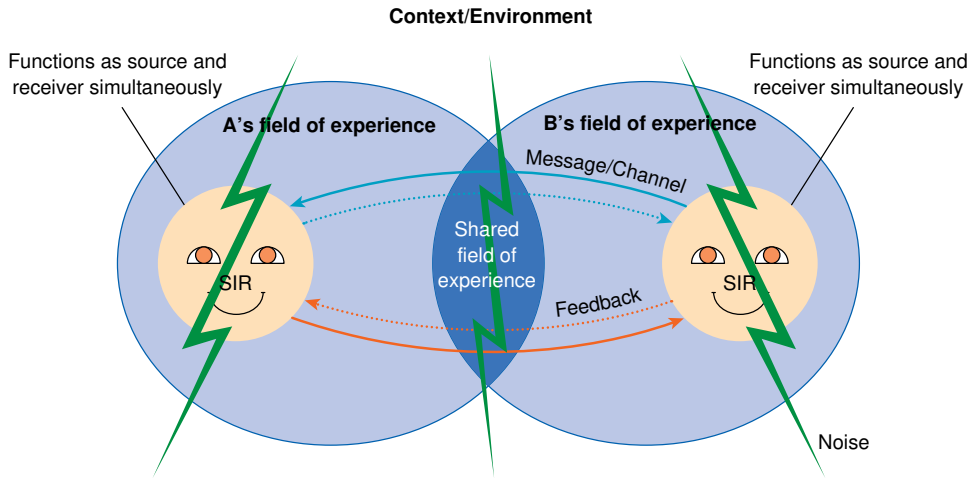 Context/Environment
Functions as source and
receiver simultaneously
Functions as source and
receiver simultaneously
A's field of experience
B's field of experience
Message/Channel
Shared
field of
experience
SIR
SIR
Feedback
Noise